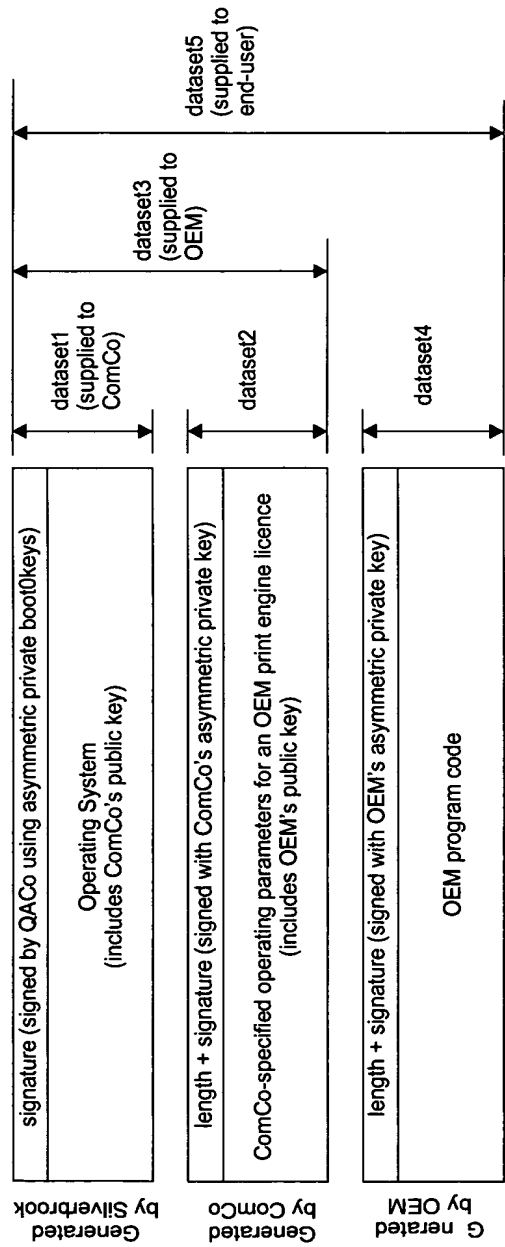 Generated
by Silverbrook
signature (signed by QACo using asymmetric private boot0keys)
Operating System
(includes ComCo's public key)
dataset1
(supplied to
ComCo)
Generated
by ComCo
length + signature (signed with ComCo's asymmetric private key)
ComCo-specified operating parameters for an OEM print engine licence
(includes OEM's public key)
dataset2
dataset3
(supplied to
OEM)
G nerated
by OEM
length + signature (signed with OEM's asymmetric private key)
OEM program code
dataset4
dataset5
(supplied to
end-user)